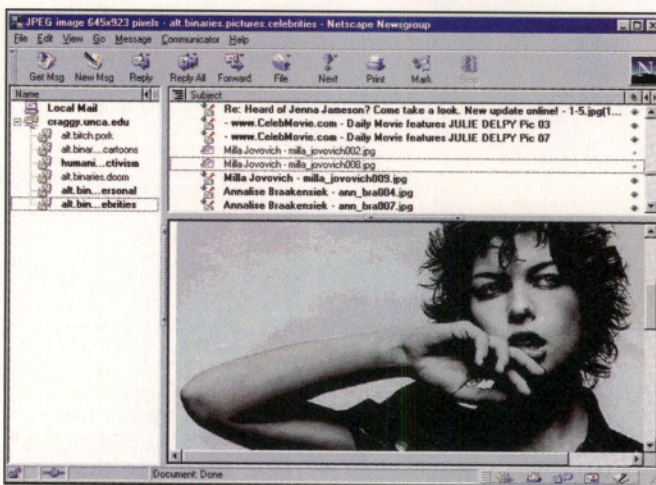 JPEG image 645x923 pixels - alt.binaries.pictures.celebrities - Netscape Newsgroup
File Edit View Go Message Communicator Help
Get Msg New Msg Reply Reply All Forward File Next Print Mark Stop
N
Name
Local Mail
craggy.unca.edu
alt.bitch.pork
alt.binar...cartoons
humani...ctivism
alt.binaries.doom
alt.bin...ersonal
alt.bin...ebrities
Subject
Re: Heard of Jenna Jameson? Come take a look. New update online! - 1-5.jpg(1...
- www.CelebMovie.com - Daily Movie features JULIE DELPY Pic 03
- www.CelebMovie.com - Daily Movie features JULIE DELPY Pic 07
Milla Jovovich - milla_jovovich002.jpg
Milla Jovovich - milla_jovovich008.jpg
Milla Jovovich - milla_jovovich009.jpg
Annalise Braakensiek - ann_bra004.jpg
Annalise Braakensiek - ann_bra007.jpg
Document: Done